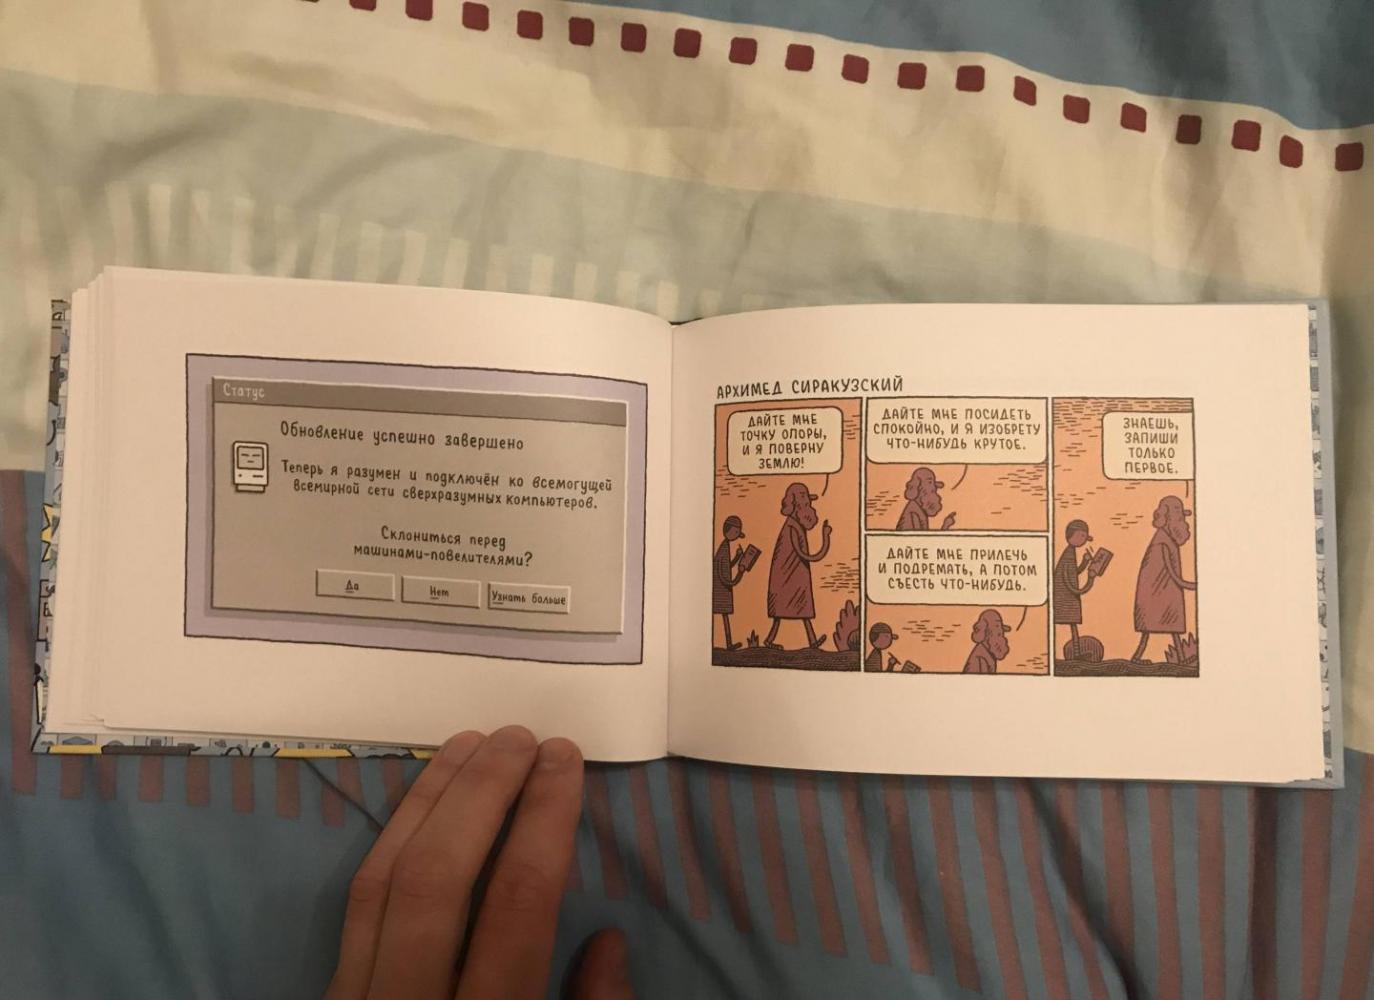 Статус
Обновление успешно завершено
Теперь я разумен и подключён ко всемогущей
всемирной сети сверхразумных компьютеров.
Склониться перед
машинами-повелителями?
Да
Нет
Узнать больше
АРХИМЕД СИРАКУЗСКИЙ
ДАЙТЕ МНЕ
ТОЧКУ ОПОРЫ,
И Я ПОВЕРНУ
ЗЕМЛЮ!
ДАЙТЕ МНЕ ПОСИДЕТЬ
СПОКОЙНО, И Я ИЗОБРЕТУ
ЧТО-НИБУДЬ КРУТОЕ.
ДАЙТЕ МНЕ ПРИЛЕЧЬ
И ПОДРЕМАТЬ, А ПОТОМ
СЪЕСТЬ ЧТО-НИБУДЬ.
ЗНАЕШЬ,
ЗАПИШИ
ТОЛЬКО
ПЕРВОЕ.